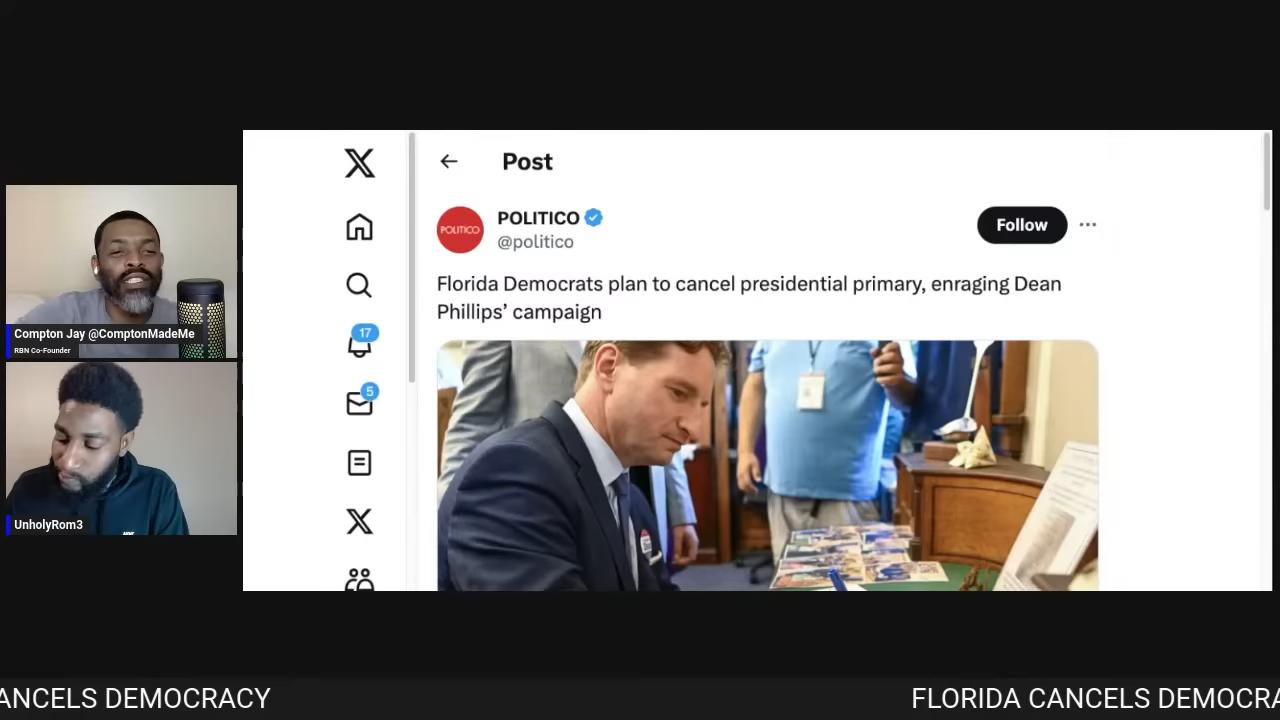 Post
POLITICO
POLITICO
@politico
Follow
Florida Democrats plan to cancel presidential primary, enraging Dean
Phillips’ campaign
17
5
Compton Jay @ComptonMadeMe
RBN Co-Founder
UnholyRom3
ANCELS DEMOCRACY
FLORIDA CANCELS DEMOCRA